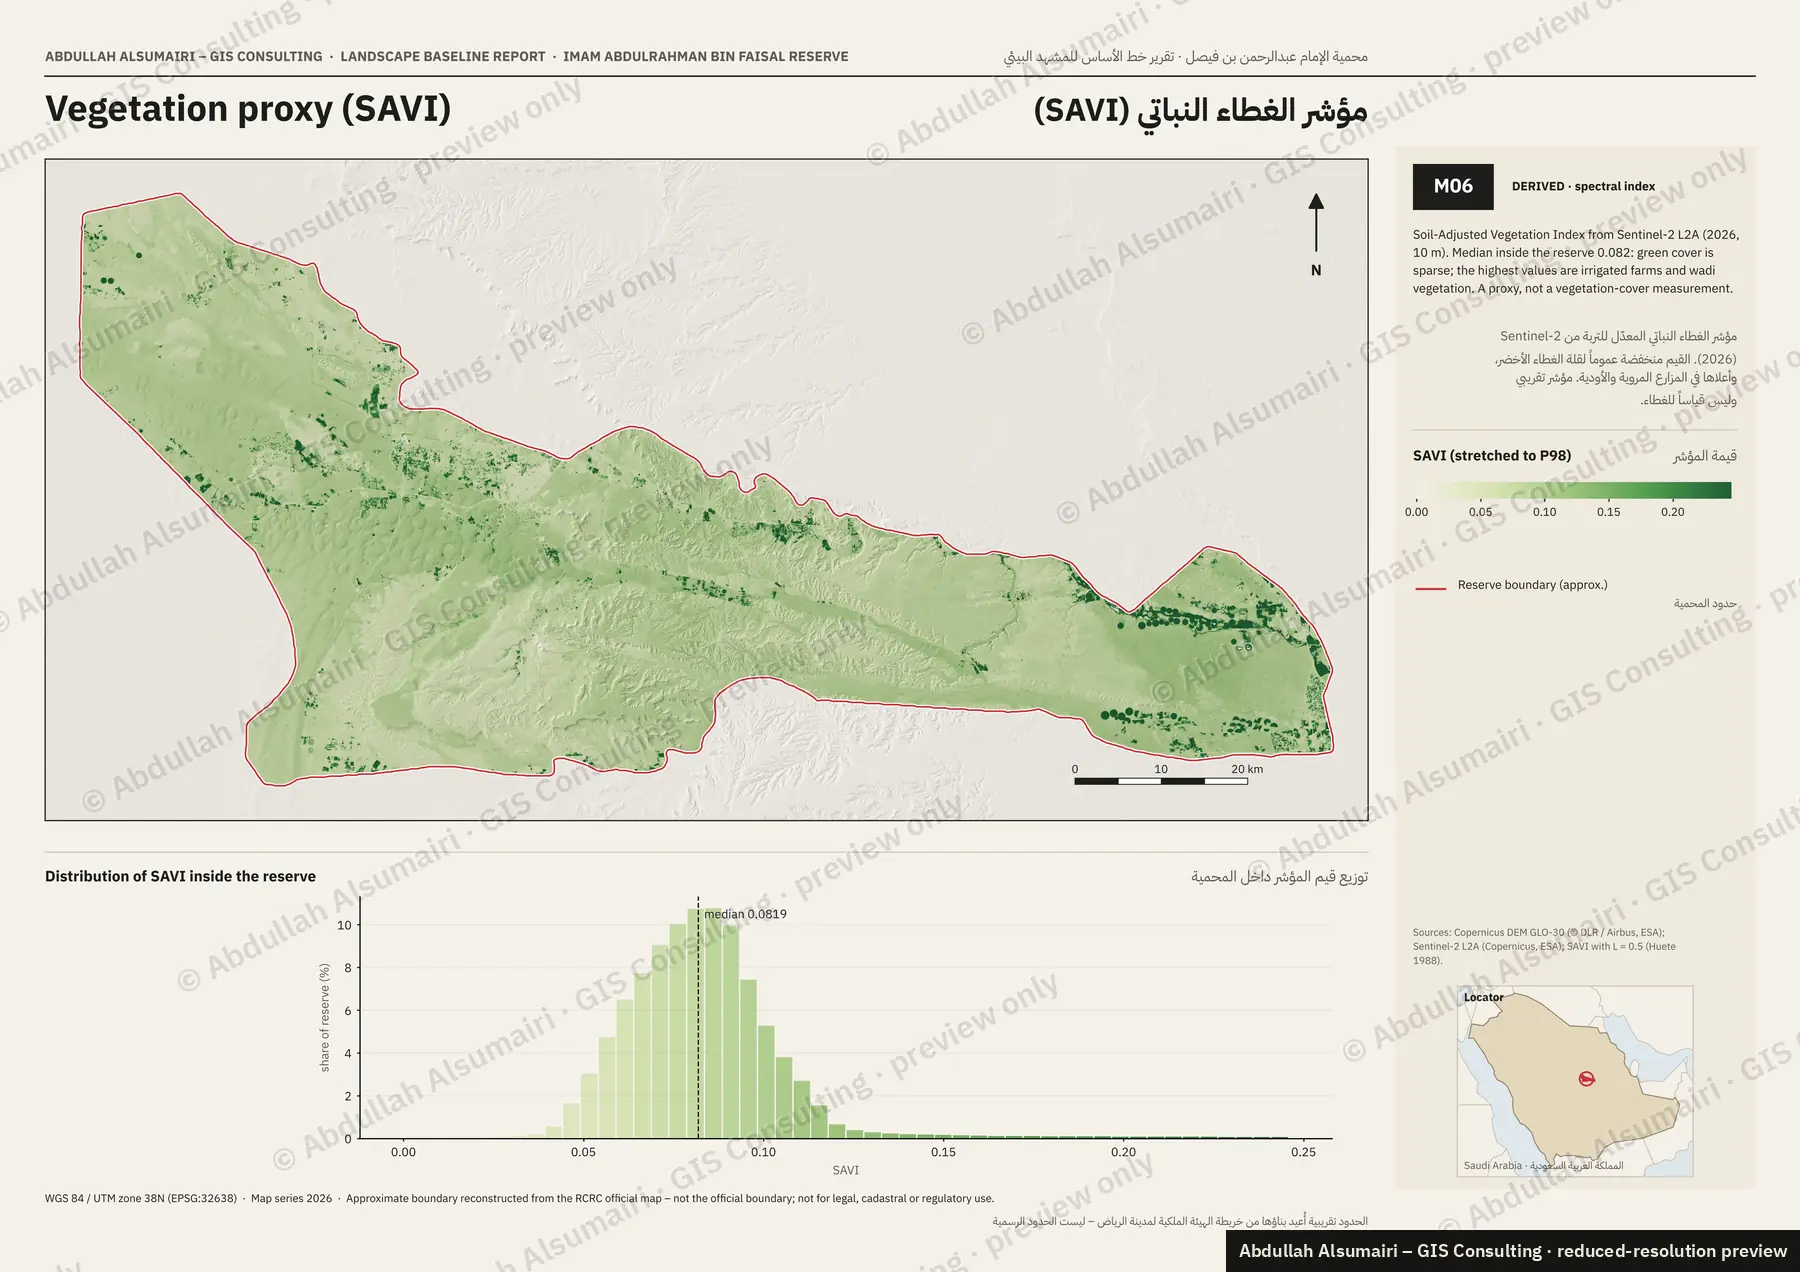 ABDULLAH ALSUMAIRI – GIS CONSULTING · LANDSCAPE BASELINE REPORT · IMAM ABDULRAHMAN BIN FAISAL RESERVE
محمية الإمام عبدالرحمن بن فيصل · تقرير خط الأساس للمشهد البيئي
Vegetation proxy (SAVI)
مؤشر الغطاء النباتي (SAVI)
N
0 10 20 km
M06
DERIVED · spectral index
Soil-Adjusted Vegetation Index from Sentinel-2 L2A (2026,
10 m). Median inside the reserve 0.082: green cover is
sparse; the highest values are irrigated farms and wadi
vegetation. A proxy, not a vegetation-cover measurement.
مؤشر الغطاء النباتي المعدّل للتربة من Sentinel-2
(2026). القيم منخفضة عموماً لقلة الغطاء الأخضر،
وأعلاها في المزارع المروية والأودية. مؤشر تقريبي
وليس قياساً للغطاء.
SAVI (stretched to P98)
قيمة المؤشر
0.00 0.05 0.10 0.15 0.20
Reserve boundary (approx.)
حدود المحمية
Distribution of SAVI inside the reserve
توزيع قيم المؤشر داخل المحمية
median 0.0819
share of reserve (%)
10
8
6
4
2
0
0.00 0.05 0.10 0.15 0.20 0.25
SAVI
Sources: Copernicus DEM GLO-30 (© DLR / Airbus, ESA);
Sentinel-2 L2A (Copernicus, ESA); SAVI with L = 0.5 (Huete
1988).
Locator
Saudi Arabia · المملكة العربية السعودية
WGS 84 / UTM zone 38N (EPSG:32638) · Map series 2026 · Approximate boundary reconstructed from the RCRC official map – not the official boundary; not for legal, cadastral or regulatory use.
الحدود تقريبية أُعيد بناؤها من خريطة الهيئة الملكية لمدينة الرياض – ليست الحدود الرسمية
Abdullah Alsumairi – GIS Consulting · reduced-resolution preview
© Abdullah Alsumairi · GIS Consulting · preview only